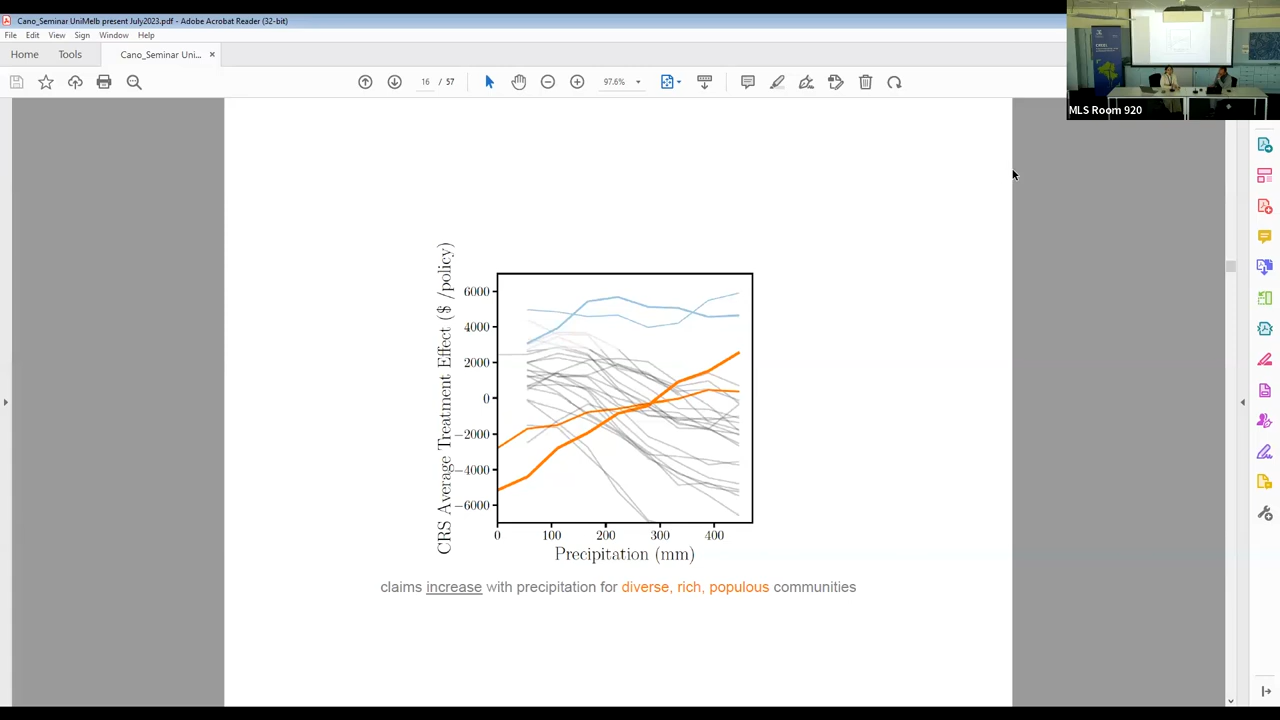 Cano_Seminar UniMelb present July2023.pdf - Adobe Acrobat Reader (32-bit)
File Edit View Sign Window Help
Home Tools Cano_Seminar Uni... ×
16 / 57 97.6%
MLS Room 920
CRS Average Treatment Effect ($ /policy)
6000
4000
2000
0
−2000
−4000
−6000
0 100 200 300 400
Precipitation (mm)
claims increase with precipitation for diverse, rich, populous communities